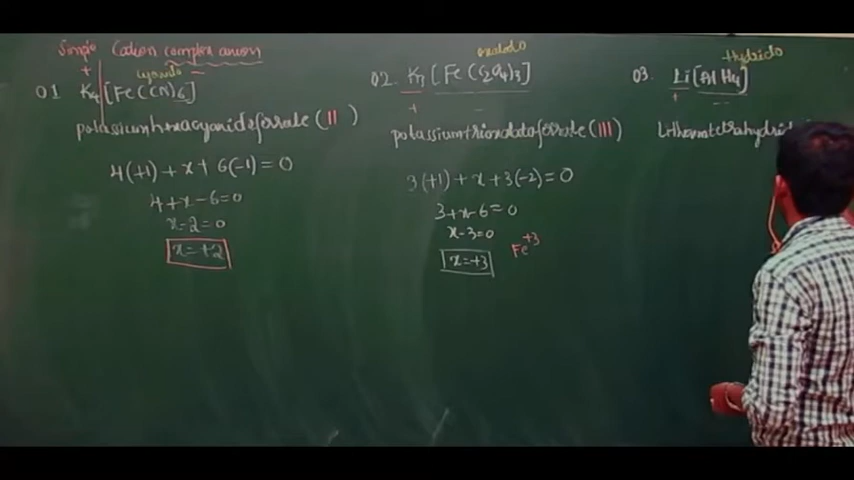 Simple Cation complex anion
+ cyanido −
01 K4[Fe(CN)6]
potassiumhexacyanidoferrate (II)
4(+1) + x + 6(-1) = 0
4+x-6=0
x-2=0
x=+2
oxalato
02. K3[Fe(C2O4)3]
+ −
potassiumtrioxalatoferrate (III)
3(+1) + x + 3(-2) = 0
3+x-6=0
x-3=0
x=+3 Fe+3
Hydrido
03. Li[AlH4]
+ −
Lithiumtetrahydrid